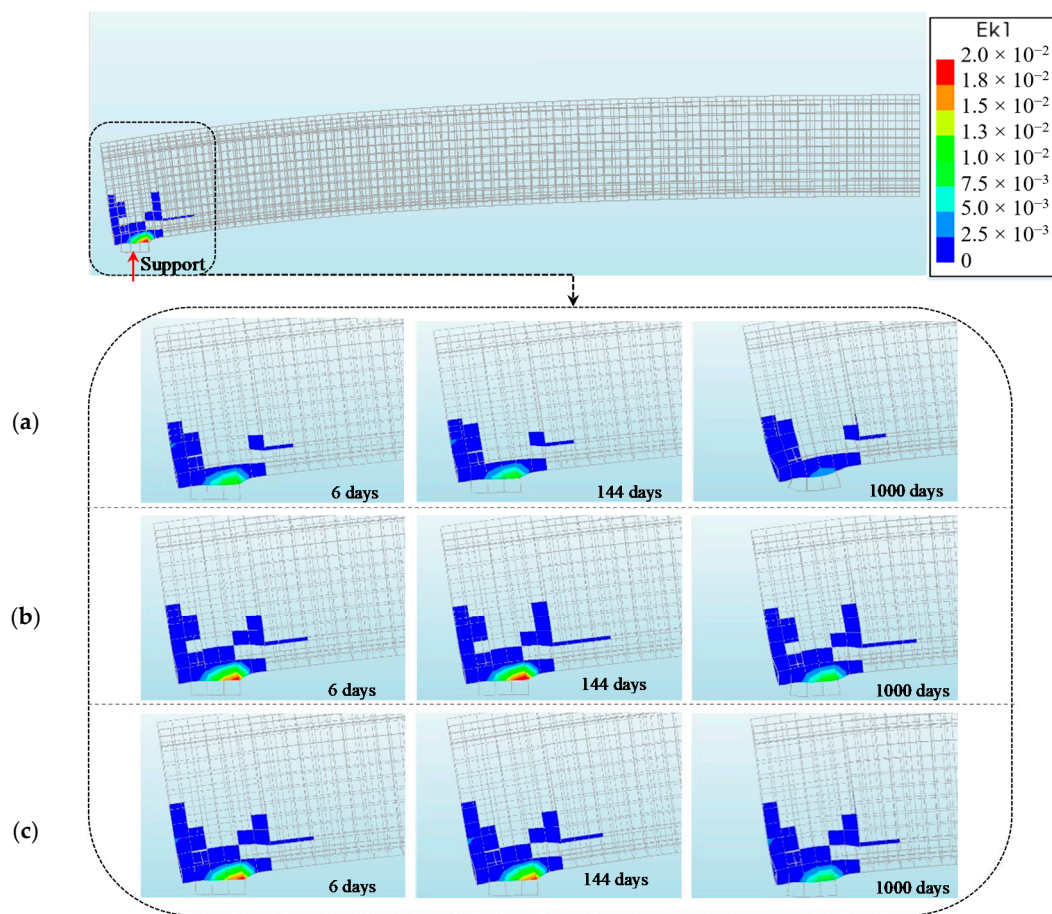 Ek1
2.0 × 10⁻²
1.8 × 10⁻²
1.5 × 10⁻²
1.3 × 10⁻²
1.0 × 10⁻²
7.5 × 10⁻³
5.0 × 10⁻³
2.5 × 10⁻³
0
Support
(a)
6 days
144 days
1000 days
(b)
6 days
144 days
1000 days
(c)
6 days
144 days
1000 days